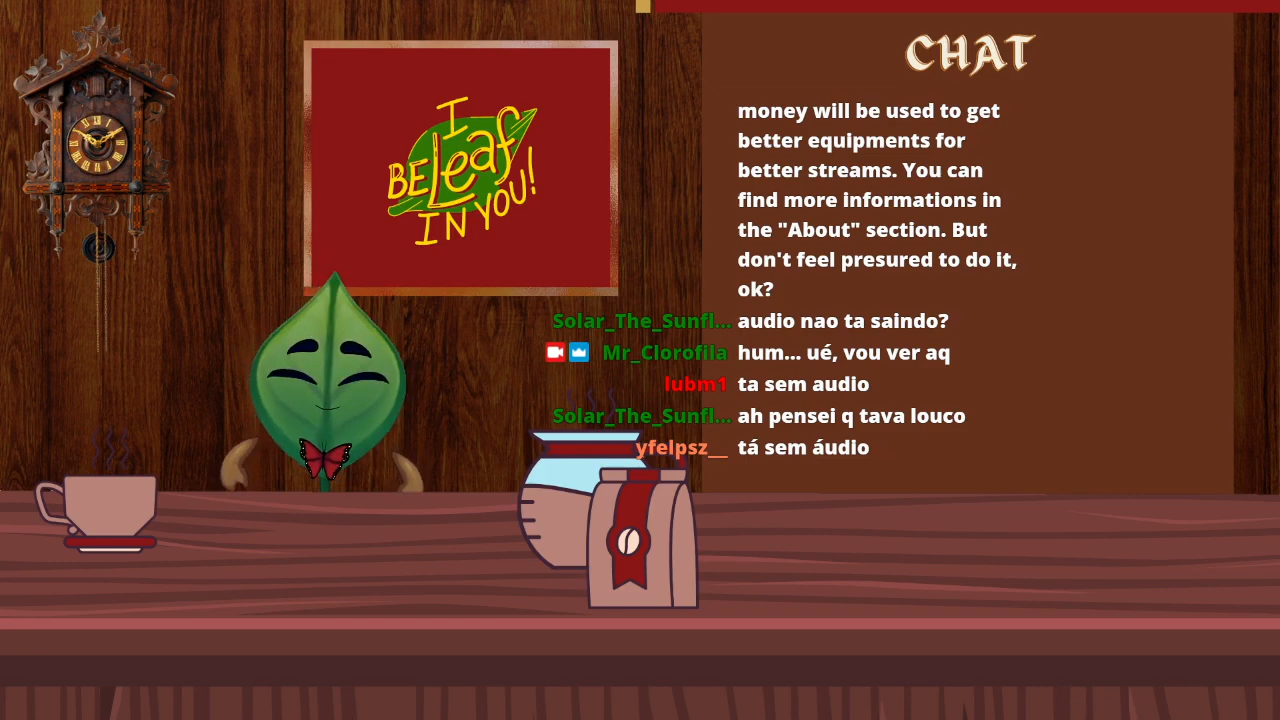 I
BELeaf
IN YOU!
CHAT
money will be used to get
better equipments for
better streams. You can
find more informations in
the "About" section. But
don't feel presured to do it,
ok?
Solar_The_Sunfl... audio nao ta saindo?
Mr_Clorofila hum... ué, vou ver aq
lubm1 ta sem audio
Solar_The_Sunfl... ah pensei q tava louco
yfelpsz__ tá sem áudio